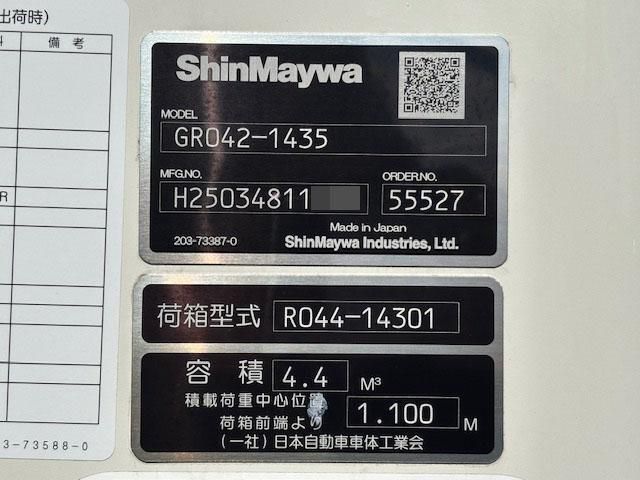 出荷時)
備考
R
3-73588-0
ShinMaywa
MODEL
GR042-1435
MFG.NO. ORDER.NO.
H25034811 55527
Made in Japan
203-73387-0 ShinMaywa Industries, Ltd.
荷箱型式 R044-14301
容積 4.4 M³
積載荷重中心位置
荷箱前端より 1.100 M
(一社)日本自動車車体工業会